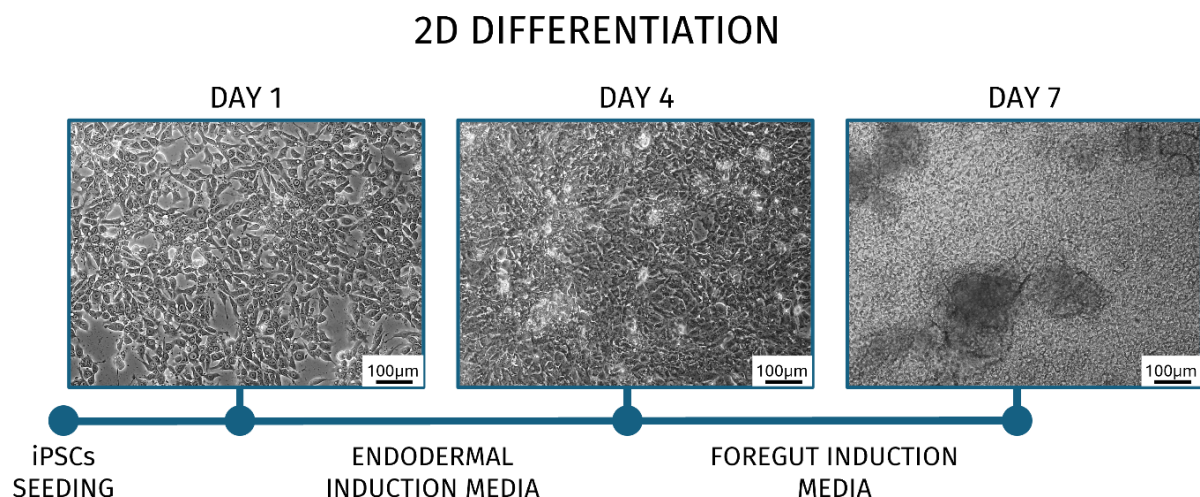 2D DIFFERENTIATION
DAY 1
DAY 4
DAY 7
100µm
100µm
100µm
iPSCs
SEEDING
ENDODERMAL
INDUCTION MEDIA
FOREGUT INDUCTION
MEDIA